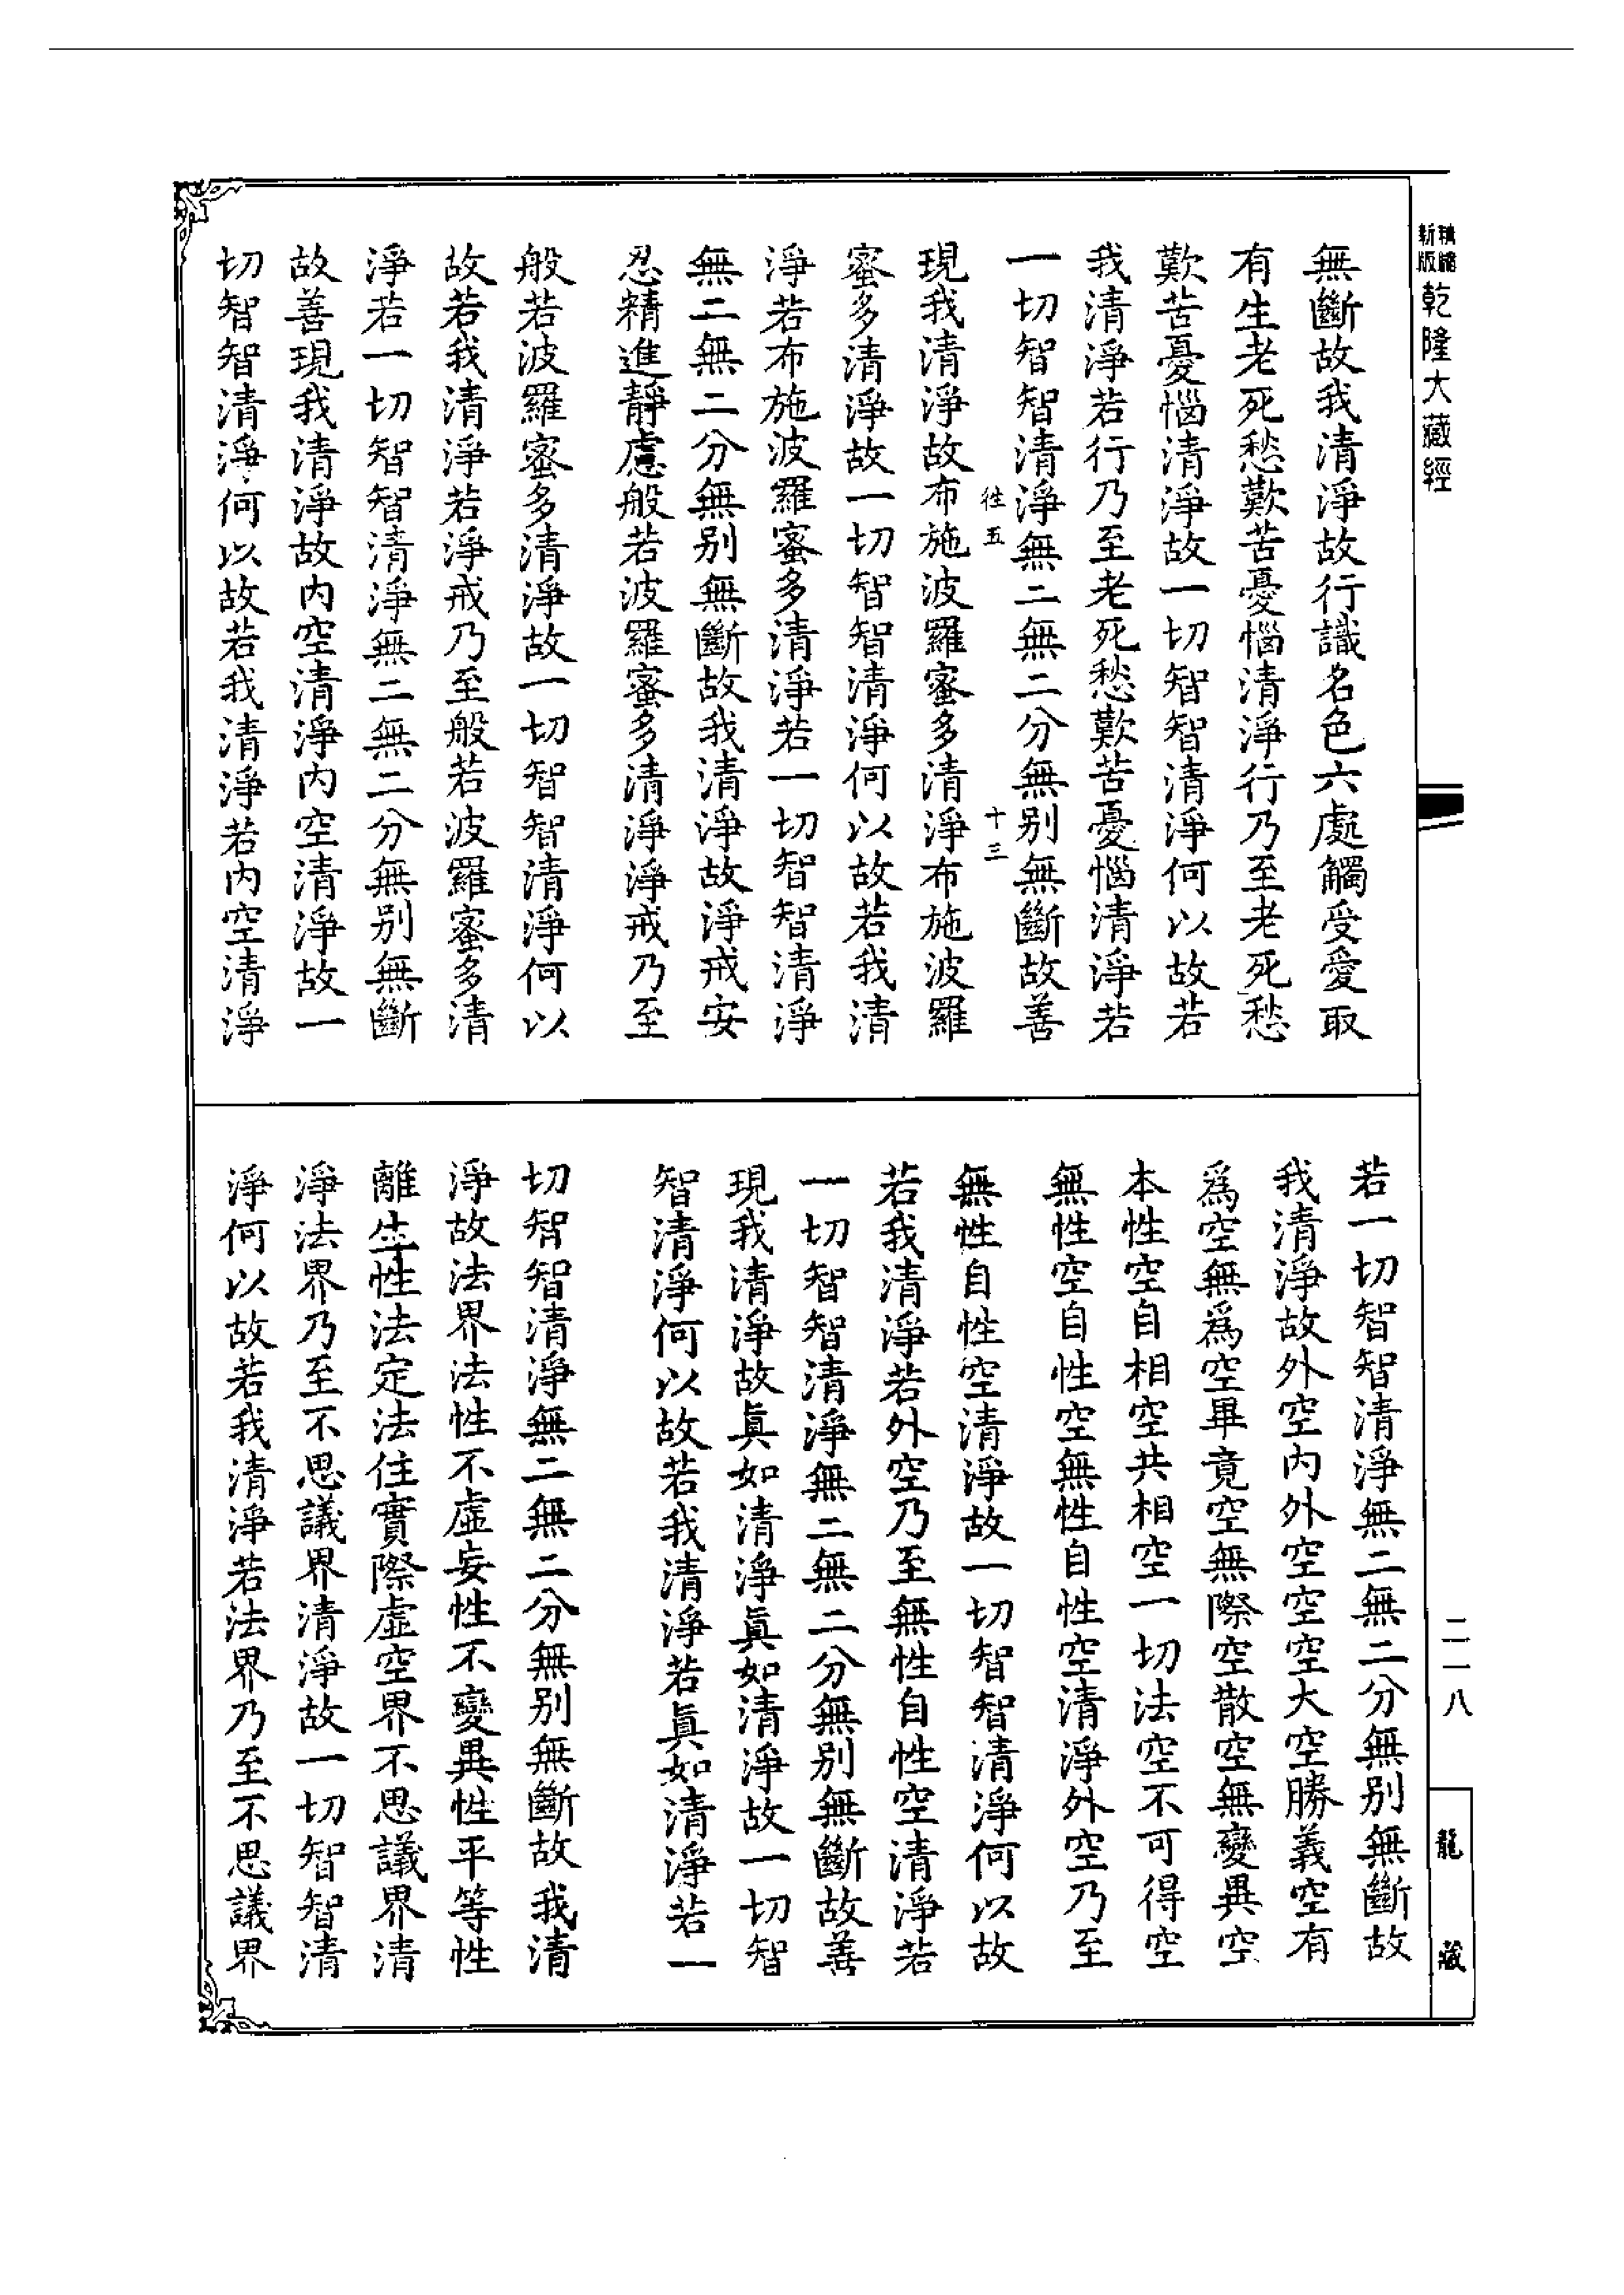 精縮
新版
乾隆大藏經
無斷故我清淨故行識名色六處觸受愛取
有生老死愁歎苦憂惱清淨行乃至老死愁
歎苦憂惱清淨故一切智智清淨何以故若
我清淨若行乃至老死愁歎苦憂惱清淨若
一切智智清淨無二無二分無别無斷故善
往五 十三
現我清淨故布施波羅蜜多清淨布施波羅
蜜多清淨故一切智智清淨何以故若我清
淨若布施波羅蜜多清淨若一切智智清淨
無二無二分無别無斷故我清淨故淨戒安
忍精進靜慮般若波羅蜜多清淨淨戒乃至
般若波羅蜜多清淨故一切智智清淨何以
故若我清淨若淨戒乃至般若波羅蜜多清
淨若一切智智清淨無二無二分無别無斷
故善現我清淨故内空清淨内空清淨故一
切智智清淨何以故若我清淨若内空清淨
若一切智智清淨無二無二分無别無斷故
我清淨故外空内外空空空大空勝義空有
爲空無爲空畢竟空無際空散空無變異空
本性空自相空共相空一切法空不可得空
無性空自性空無性自性空清淨外空乃至
無性自性空清淨故一切智智清淨何以故
若我清淨若外空乃至無性自性空清淨若
一切智智清淨無二無二分無别無斷故善
現我清淨故眞如清淨眞如清淨故一切智
智清淨何以故若我清淨若眞如清淨若一
切智智清淨無二無二分無别無斷故我清
淨故法界法性不虛妄性不變異性平等性
離生性法定法住實際虛空界不思議界清
淨法界乃至不思議界清淨故一切智智清
淨何以故若我清淨若法界乃至不思議界
二一八
龍藏